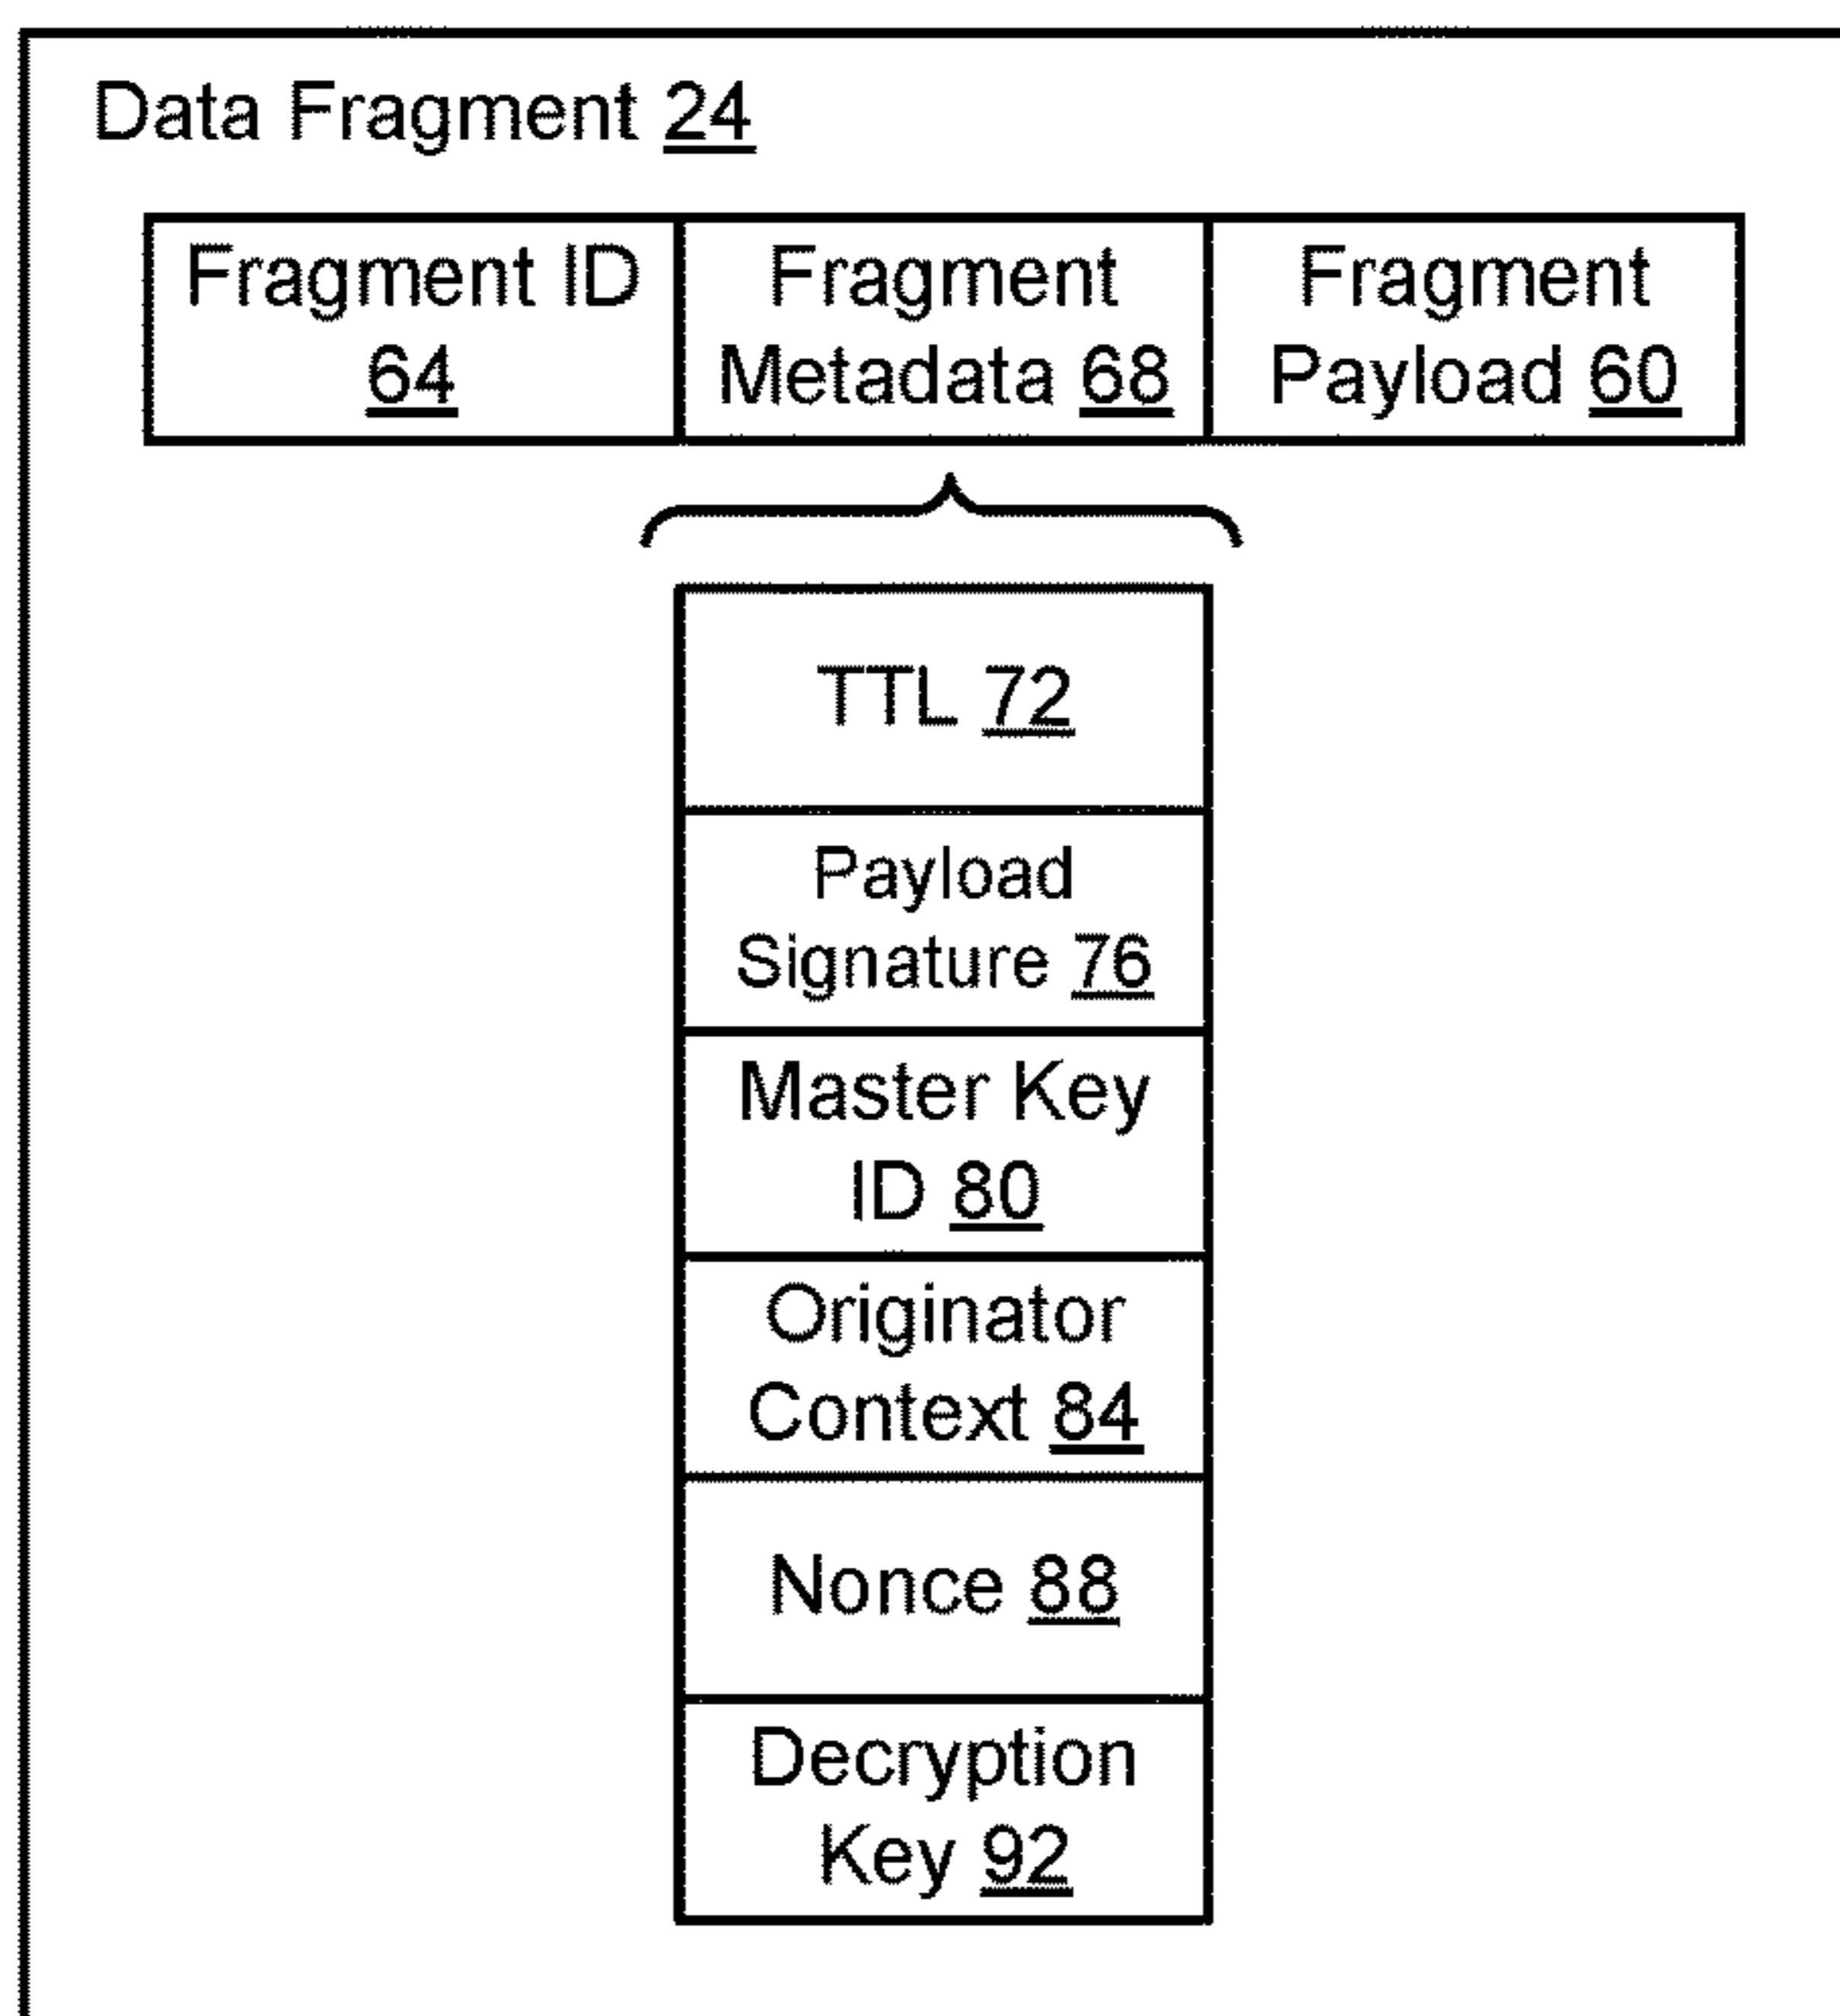 Data Fragment 24
Fragment ID
64
Fragment
Metadata 68
Fragment
Payload 60
TTL 72
Payload
Signature 76
Master Key
ID 80
Originator
Context 84
Nonce 88
Decryption
Key 92